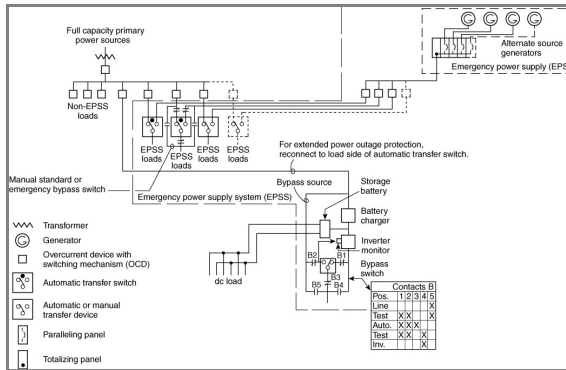 Full capacity primary
power sources
Alternate source
generators
Emergency power supply (EPS
Non-EPSS
loads
EPSS
loads
EPSS
loads
EPSS
loads
EPSS
loads
For extended power outage protection,
reconnect to load side of automatic transfer switch.
Manual standard or
emergency bypass switch
Emergency power supply system (EPSS)
Bypass source
Storage
battery
Battery
charger
Inverter
monitor
Bypass
switch
B2
B1
B3
B5
B4
dc load
Transformer
Generator
Overcurrent device with
switching mechanism (OCD)
Automatic transfer switch
Automatic or manual
transfer device
Paralleling panel
Totalizing panel
Contacts B
Pos. 1 2 3 4 5
Line X
Test X X X
Auto. X X X
Test X X X
Inv. X
G
G
G
G
G